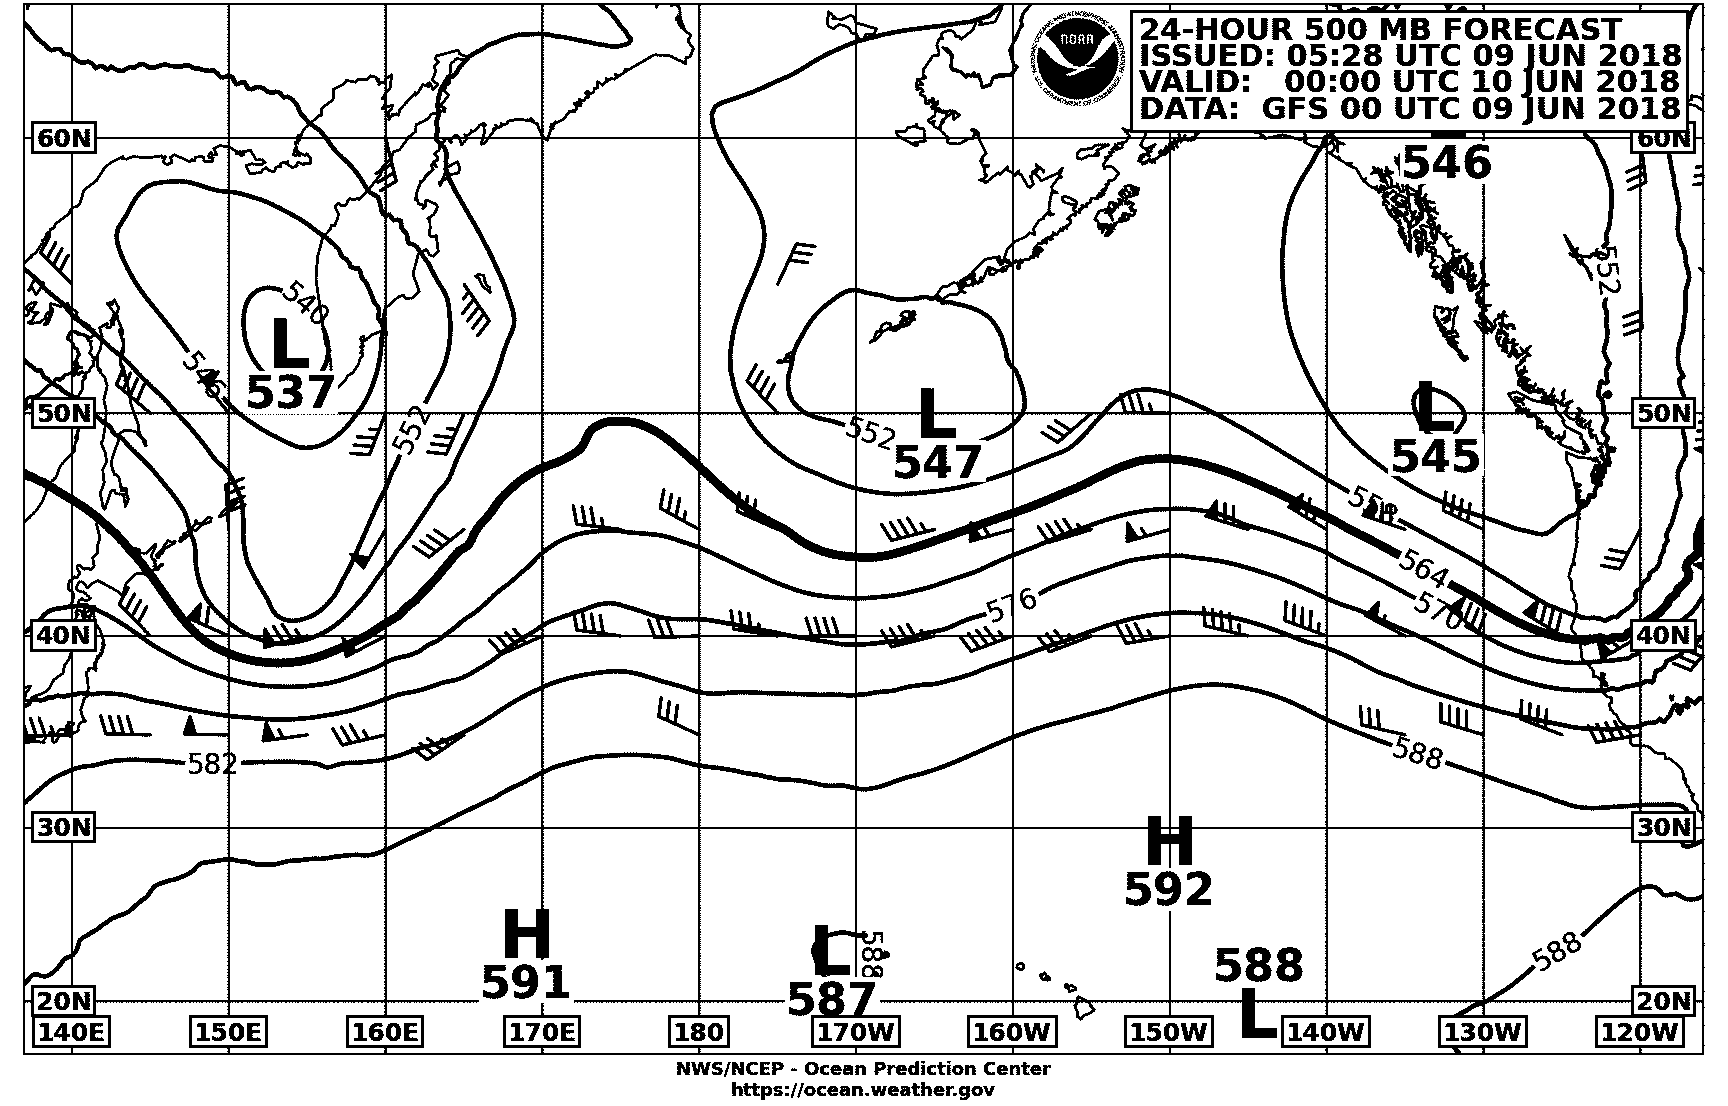 24-HOUR 500 MB FORECAST
ISSUED: 05:28 UTC 09 JUN 2018
VALID: 00:00 UTC 10 JUN 2018
DATA: GFS 00 UTC 09 JUN 2018
NOAA
60N
60N
546
552
540
L
537
546
552
50N
50N
L
547
552
L
545
558
564
570
576
40N
40N
582
588
30N
30N
H
592
H
591
L
588
587
588
L
588
20N
20N
140E 150E 160E 170E 180 170W 160W 150W 140W 130W 120W
NWS/NCEP - Ocean Prediction Center
https://ocean.weather.gov